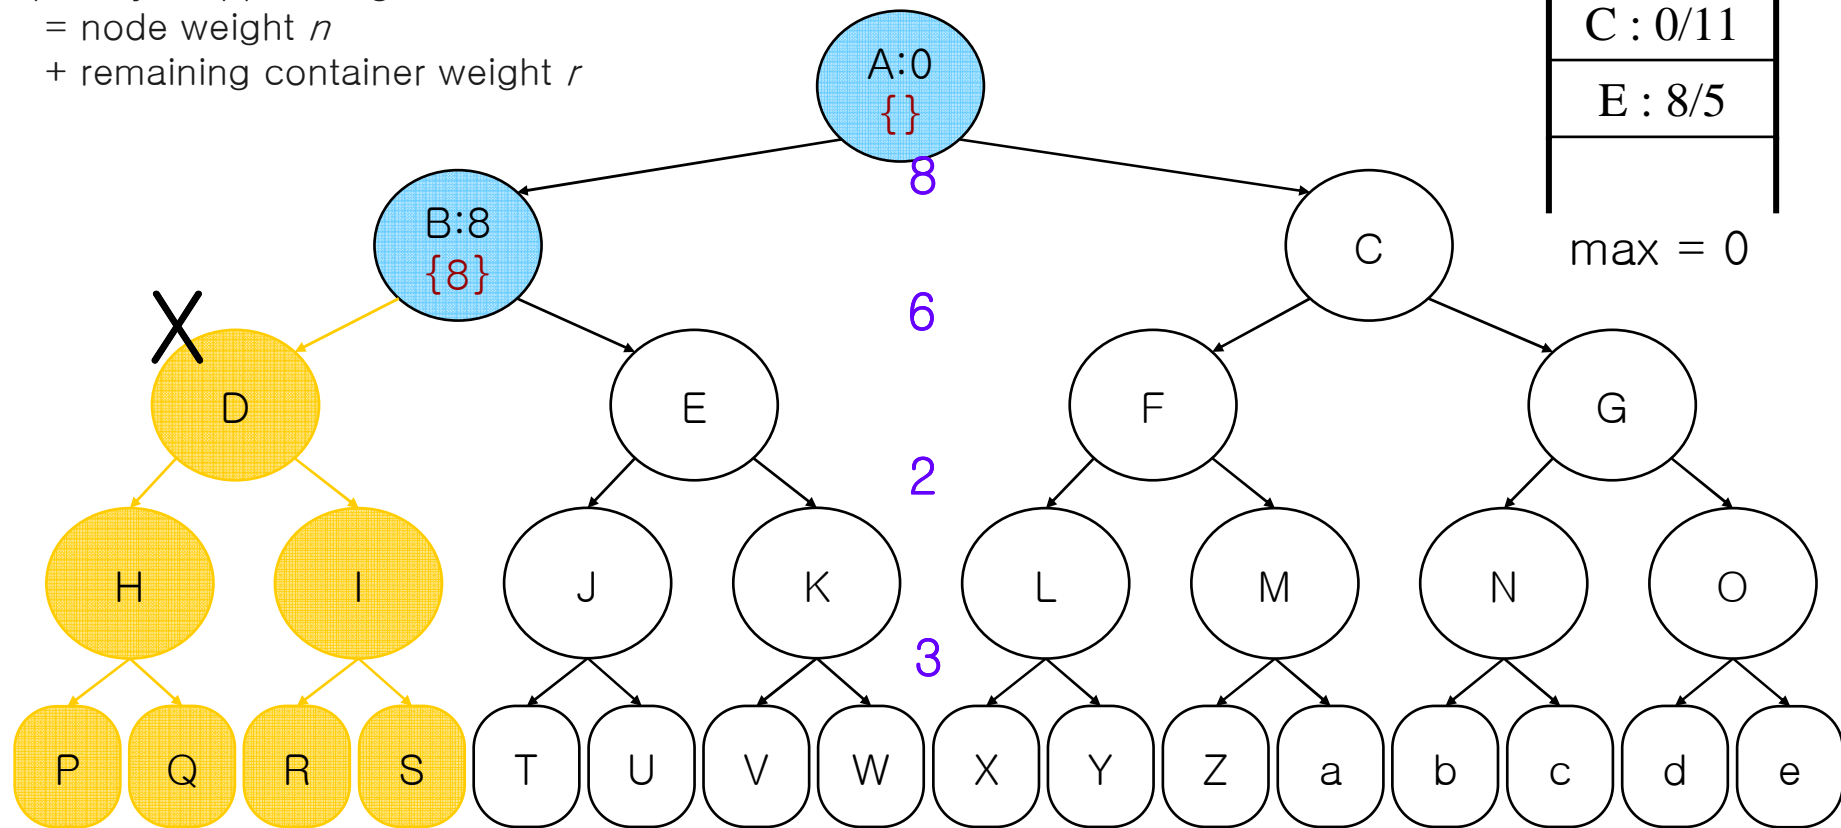 = node weight n
+ remaining container weight r
C : 0/11
E : 8/5
max = 0
A:0
{}
8
B:8
{8}
C
6
X
D
E
F
G
2
H
I
J
K
L
M
N
O
3
P
Q
R
S
T
U
V
W
X
Y
Z
a
b
c
d
e